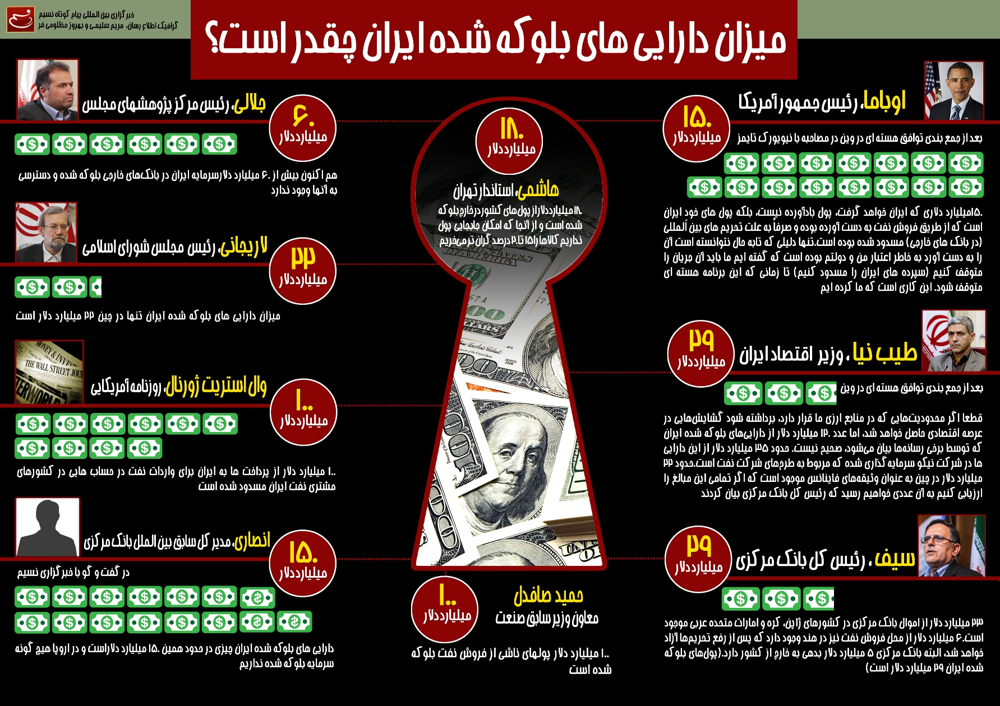 خبرگزاری بین المللی پیام کوتاه نسیم
گرافیک اطلاع رسان: مریم سلیمی و بهروز مظلومی فر
میزان دارایی های بلوکه شده ایران چقدر است؟
اوباما، رئیس جمهور آمریکا
۱۵۰
میلیارد دلار
بعد از جمع بندی توافق هسته ای در وین در مصاحبه با نیویورک تایمز
۱۵۰میلیارد دلاری که ایران خواهد گرفت، پول بادآورده نیست، بلکه پول های خود ایران
است که از طریق فروش نفت به دست آورده بوده و صرفاً به علت تحریم های بین المللی
(در بانک های خارجی) مسدود شده بوده است.تنها دلیلی که تابه حال نتوانسته است آن
را به دست آورد به خاطر اعتبار من و دولتم بوده است که گفته ایم ما باید آن جریان را
متوقف کنیم (سپرده های ایران را مسدود کنیم) تا زمانی که این برنامه هسته ای
متوقف شود. این کاری است که ما کرده ایم
طیب نیا، وزیر اقتصاد ایران
۲۹
میلیارد دلار
بعد از جمع بندی توافق هسته ای در وین
قطعا اگر محدودیت‌هایی که در منابع ارزی ما قرار دارد، برداشته شود گشایش‌هایی در
عرصه اقتصادی حاصل خواهد شد، اما عدد ۱۲۰ میلیارد دلار از دارایی‌های بلوکه شده ایران
که توسط برخی رسانه‌ها بیان می‌شود، صحیح نیست. حدود ۳۵ میلیارد دلار از این دارایی
ها در شرکت نیکو سرمایه گذاری شده که مربوط به طرح‌های شرکت نفت است.حدود ۲۲
میلیارد دلار در چین به عنوان وثیقه‌های فاینانس موجود است که اگر تمامی این مبالغ را
ارزیابی کنیم به آن عددی خواهیم رسید که رئیس کل بانک مرکزی بیان کردند
سیف، رئیس کل بانک مرکزی
۲۹
میلیارد دلار
۲۳ میلیارد دلار از اموال بانک مرکزی در کشورهای ژاپن، کره و امارات متحده عربی موجود
است.۶ میلیارد دلار از محل فروش نفت نیز در هند وجود دارد که پس از رفع تحریم‌ها آزاد
خواهد شد، البته بانک مرکزی ۵ میلیارد دلار بدهی به خارج از کشور دارد.(پول‌های بلوکه
شده ایران ۲۹ میلیارد دلار است)
۱۸۰
میلیارد دلار
هاشمی، استاندار تهران
۱۸۰میلیارد دلار از پول‌های کشور در خارج بلوکه
شده است و از آنجا که امکان جابجایی پول
نداریم کالاها را ۱۵ تا ۲۰ درصد گران تر می‌خریم
۱۰۰
میلیارد دلار
حمید صافدل
معاون وزیر سابق صنعت
۱۰۰ میلیارد دلار پولهای ناشی از فروش نفت بلوکه
شده است
جلالی، رئیس مرکز پژوهشهای مجلس
۶۰
میلیارد دلار
هم اکنون بیش از ۶۰ میلیارد دلار سرمایه ایران در بانک‌های خارجی بلوکه شده و دسترسی
به آنها وجود ندارد
لاریجانی، رئیس مجلس شورای اسلامی
۲۲
میلیارد دلار
میزان دارایی های بلوکه شده ایران تنها در چین ۲۲ میلیارد دلار است
وال استریت ژورنال، روزنامه آمریکایی
۱۰۰
میلیارد دلار
MONEY & INVES
THE WALL STREET JOU
۱۰۰ میلیارد دلار از پرداخت ها به ایران برای واردات نفت در حساب هایی در کشورهای
مشتری نفت ایران مسدود شده است
انصاری، مدیر کل سابق بین الملل بانک مرکزی
۱۵۰
میلیارد دلار
در گفت و گو با خبرگزاری نسیم
دارایی های بلوکه شده ایران چیزی در حدود همین ۱۵۰ میلیارد دلار است و در اروپا هیچ گونه
سرمایه بلوکه شده نداریم